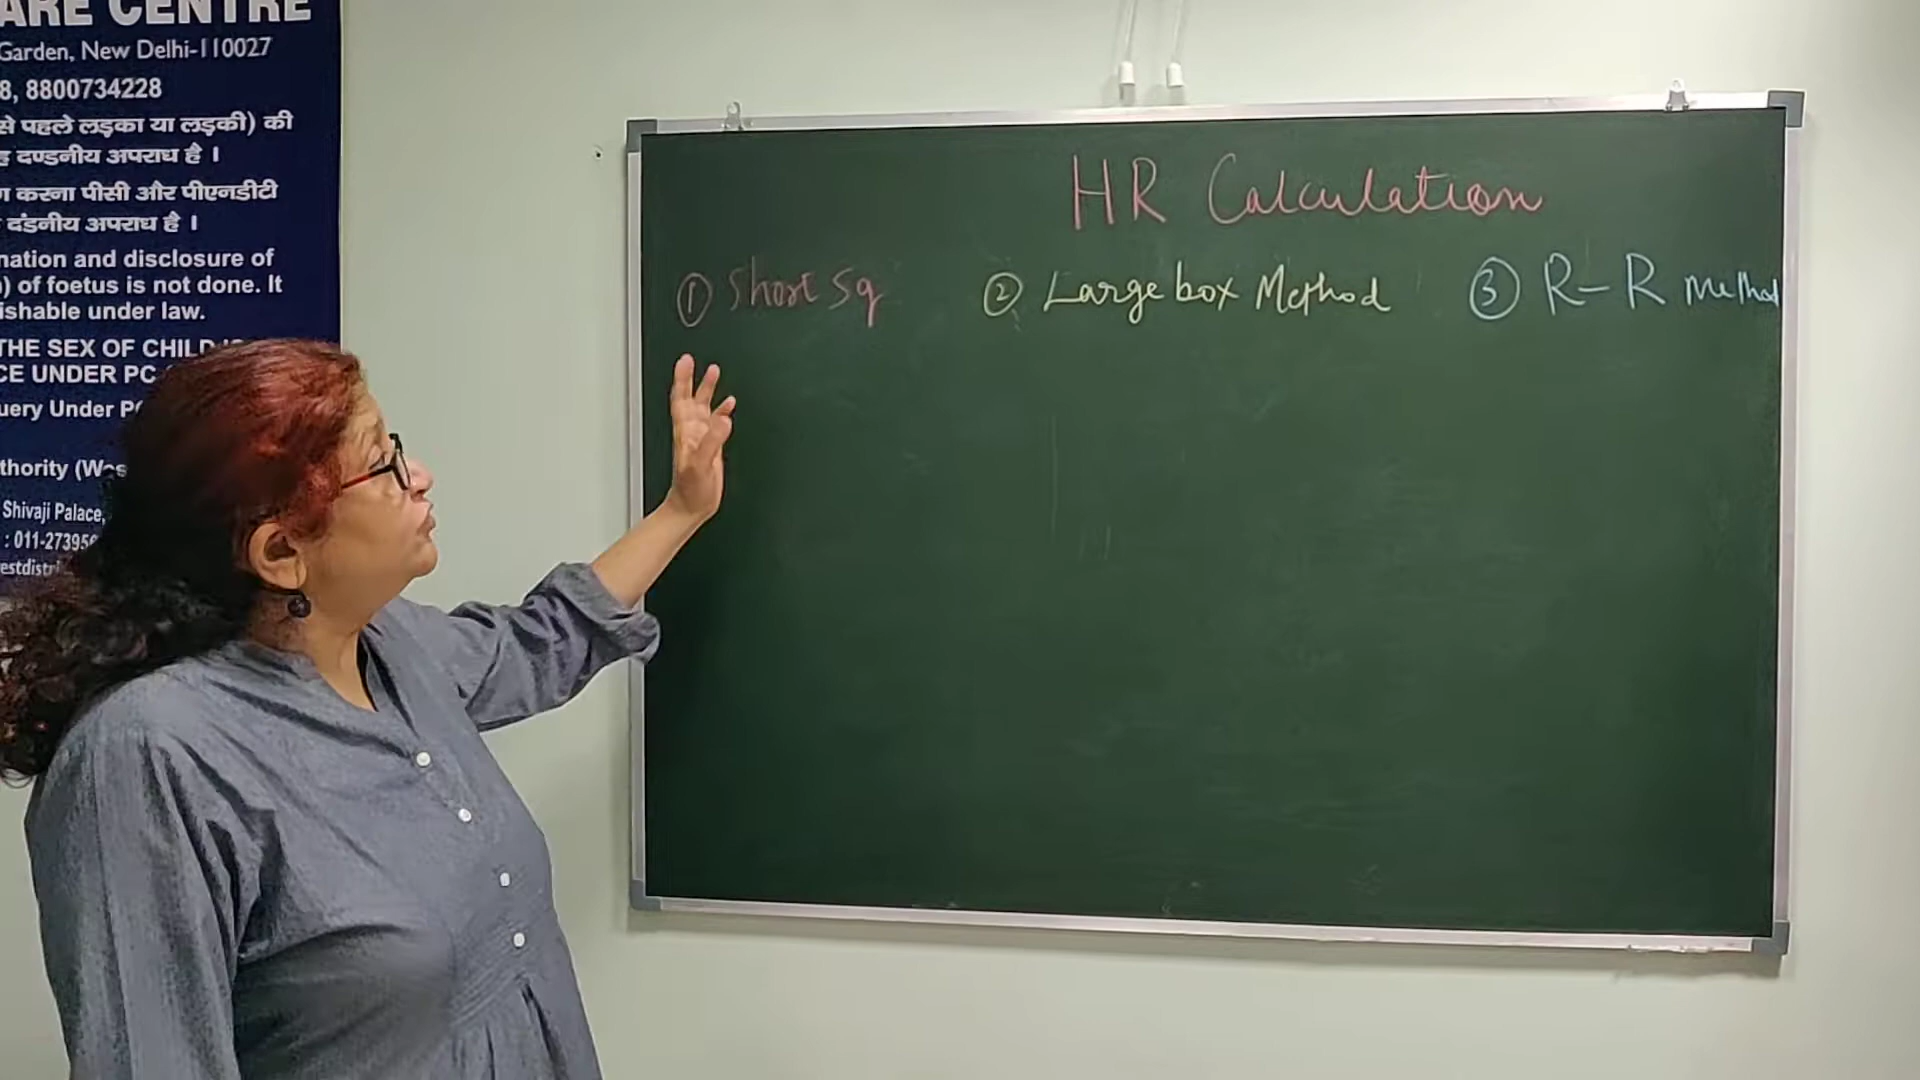 ARE CENTRE
Garden, New Delhi-110027
8, 8800734228
से पहले लड़का या लड़की) की
दण्डनीय अपराध है ।
करना पीसी और पीएनडीटी
दंडनीय अपराध है ।
nation and disclosure of
) of foetus is not done. It
ishable under law.
THE SEX OF CHILD
CE UNDER PC
uery Under P
thority (Wes
Shivaji Palace,
: 011-27395
estdistri
HR Calculation
① Short Sq ② Large box Method ③ R-R Method